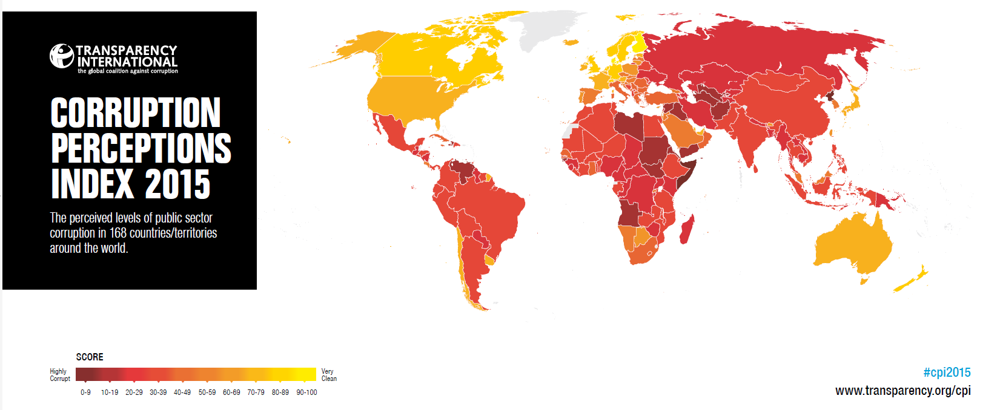 TRANSPARENCY
INTERNATIONAL
the global coalition against corruption
CORRUPTION
PERCEPTIONS
INDEX 2015
The perceived levels of public sector
corruption in 168 countries/territories
around the world.
SCORE
Highly
Corrupt
Very
Clean
0-9 10-19 20-29 30-39 40-49 50-59 60-69 70-79 80-89 90-100
#cpi2015
www.transparency.org/cpi